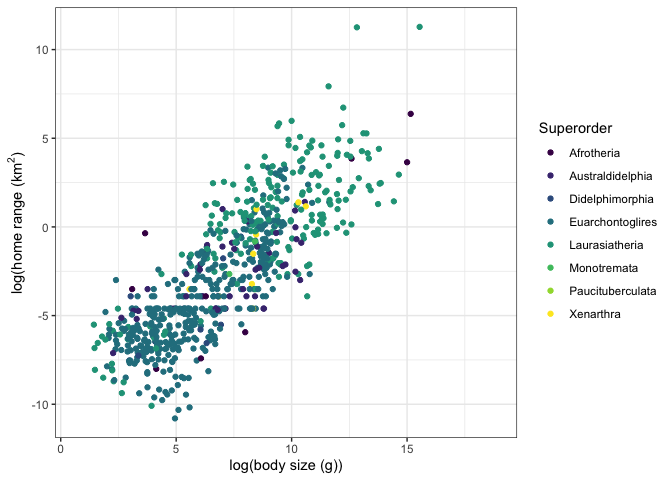 10
5
0
-5
-10
log(home range (km²)
0
5
10
15
log(body size (g))
Superorder
Afrotheria
Australdidelphia
Didelphimorphia
Euarchontoglires
Laurasiatheria
Monotremata
Paucituberculata
Xenarthra